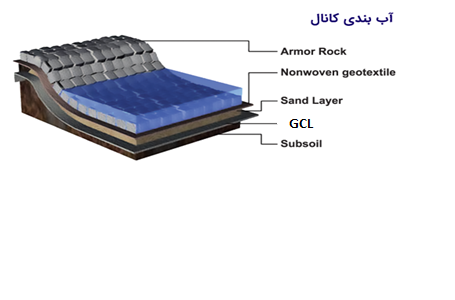 آب بندی کانال
Armor Rock
Nonwoven geotextile
Sand Layer
GCL
Subsoil